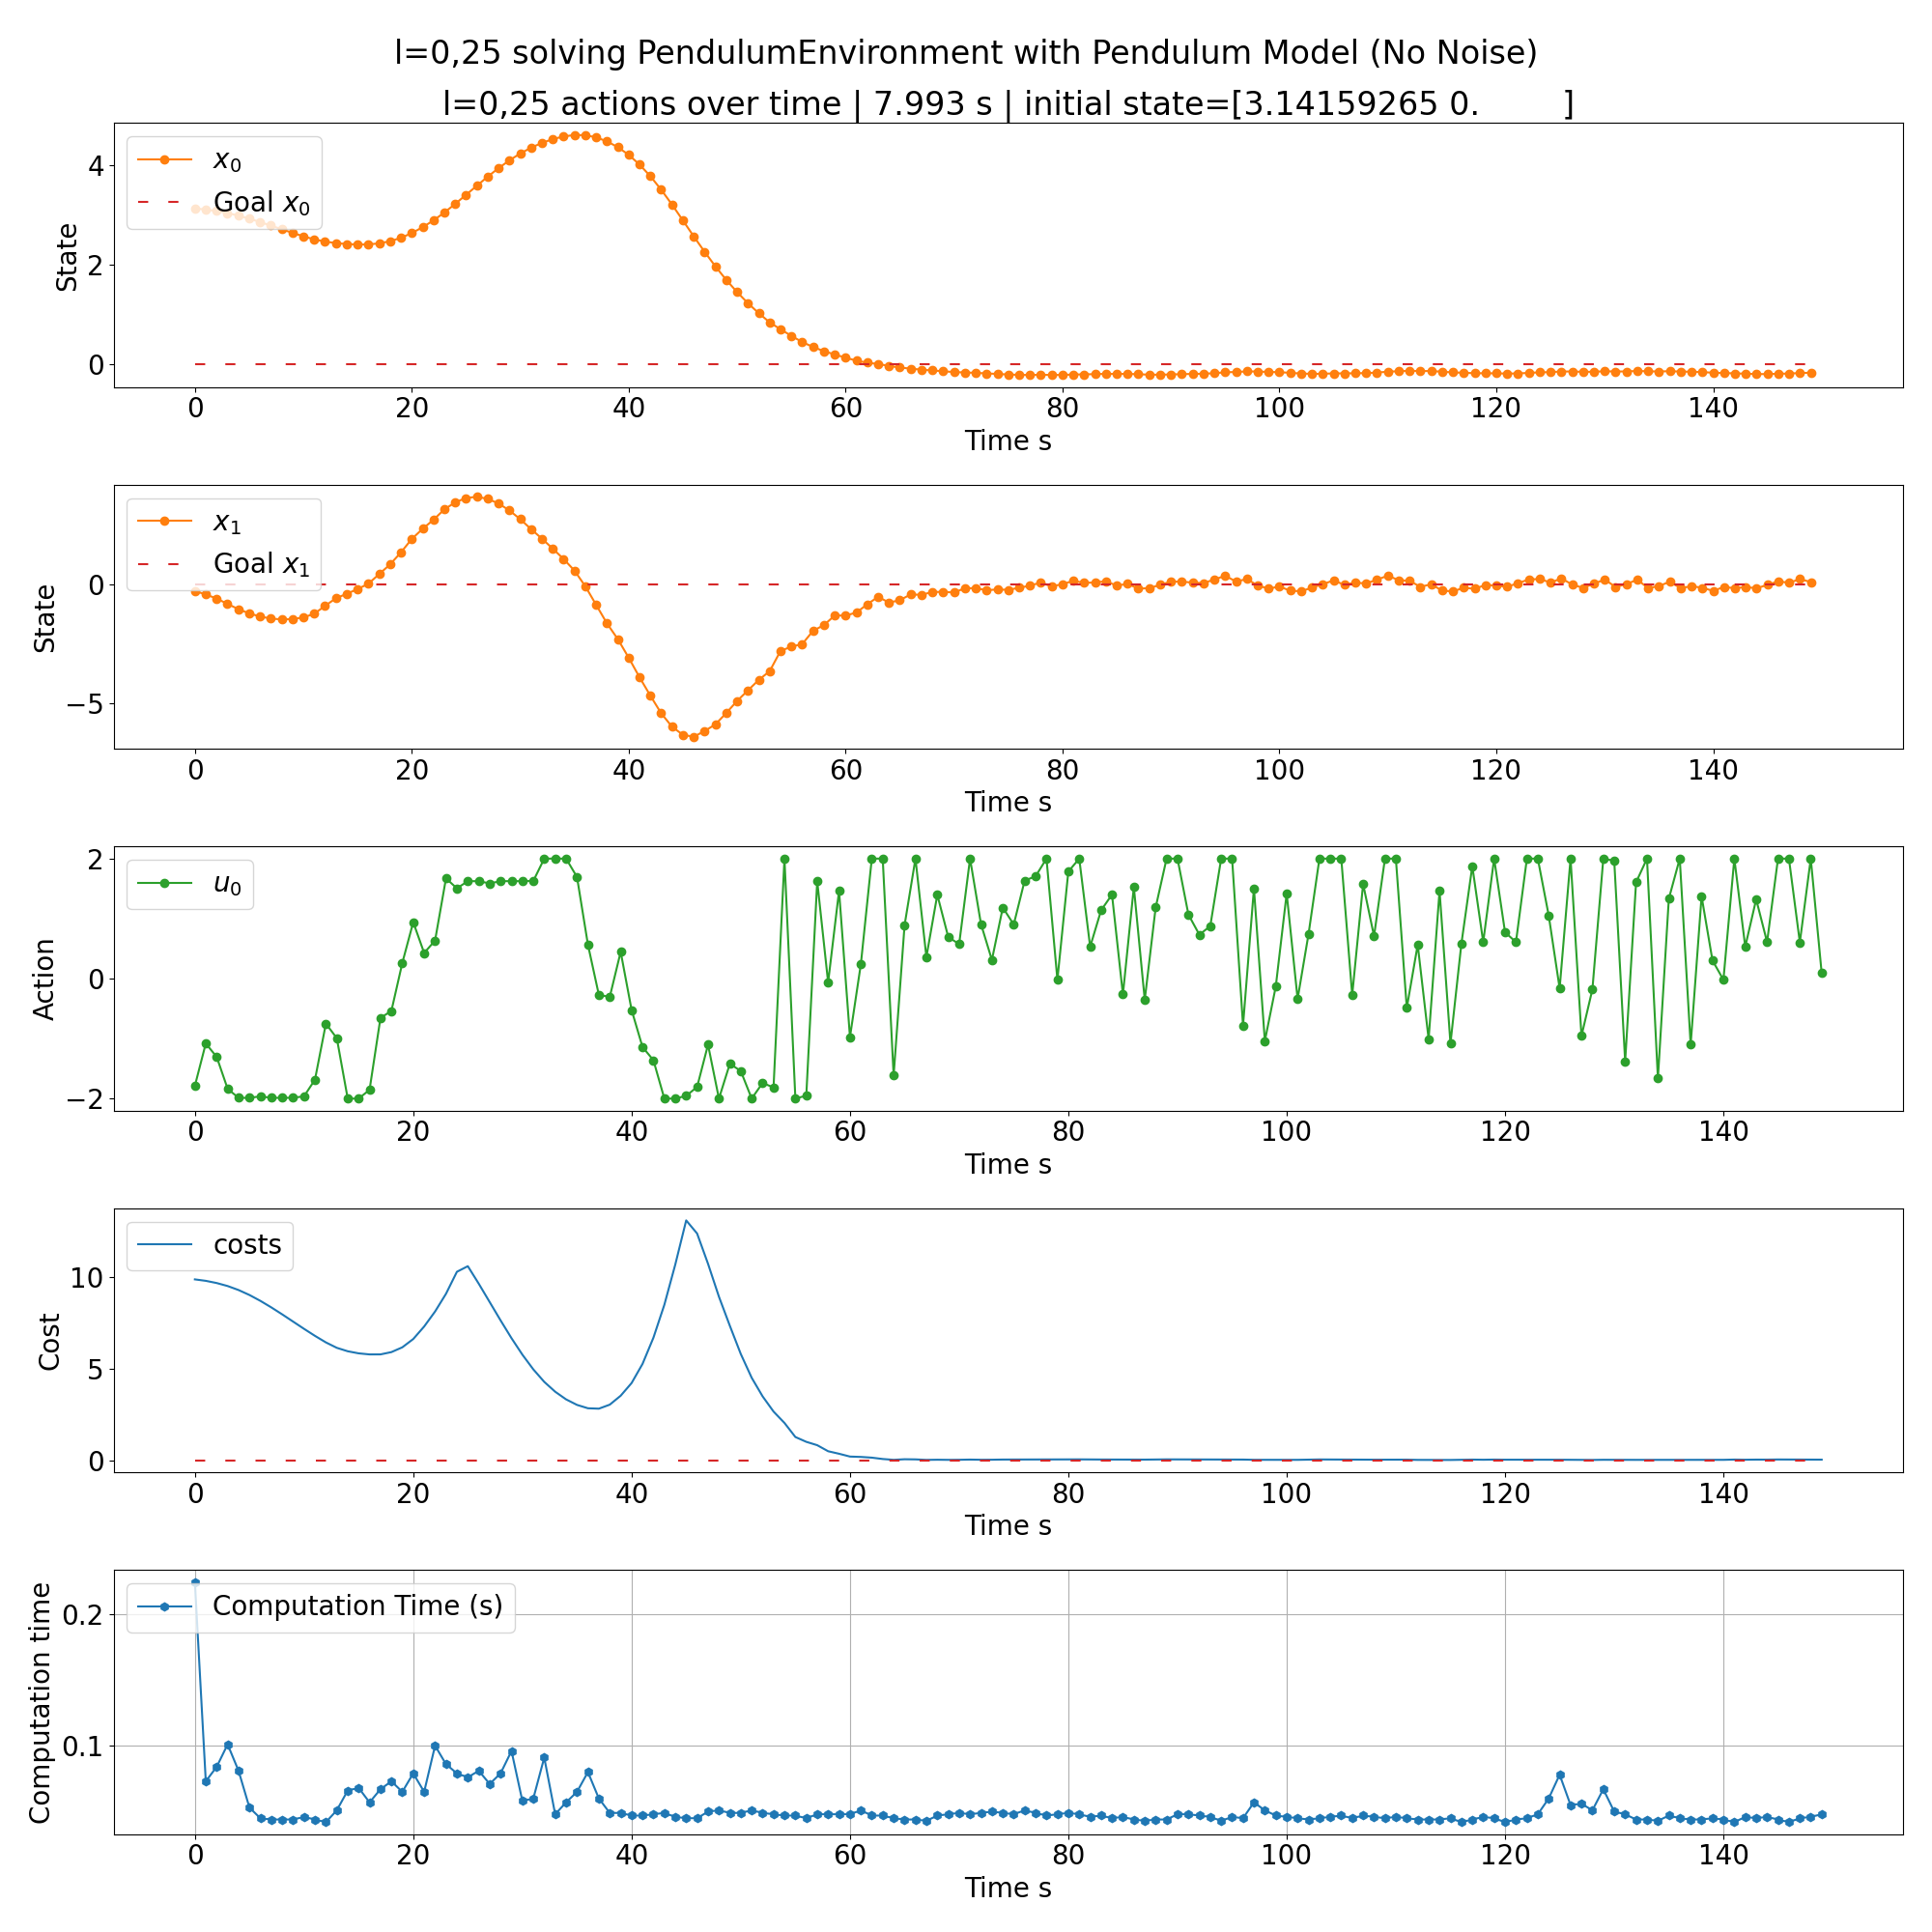 l=0,25 solving PendulumEnvironment with Pendulum Model (No Noise)
l=0,25 actions over time | 7.993 s | initial state=[3.14159265 0. ]
x₀
Goal x₀
State
4
2
0
0 20 40 60 80 100 120 140
Time s
x₁
Goal x₁
State
0
−5
0 20 40 60 80 100 120 140
Time s
u₀
Action
2
0
−2
0 20 40 60 80 100 120 140
Time s
costs
Cost
10
5
0
0 20 40 60 80 100 120 140
Time s
Computation Time (s)
Computation time
0.2
0.1
0 20 40 60 80 100 120 140
Time s